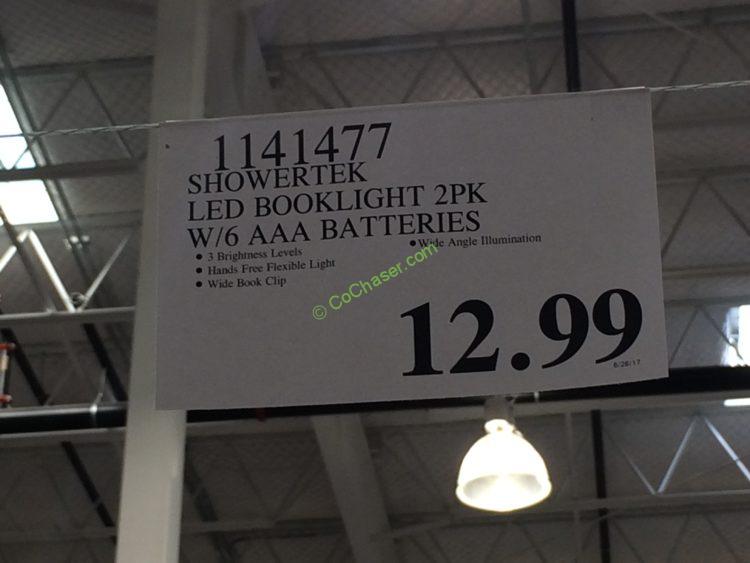 1141477
SHOWERTEK
LED BOOKLIGHT 2PK
W/6 AAA BATTERIES
• 3 Brightness Levels
• Hands Free Flexible Light
• Wide Book Clip
• Wide Angle Illumination
© CoChaser.com
12.99
6/26/17